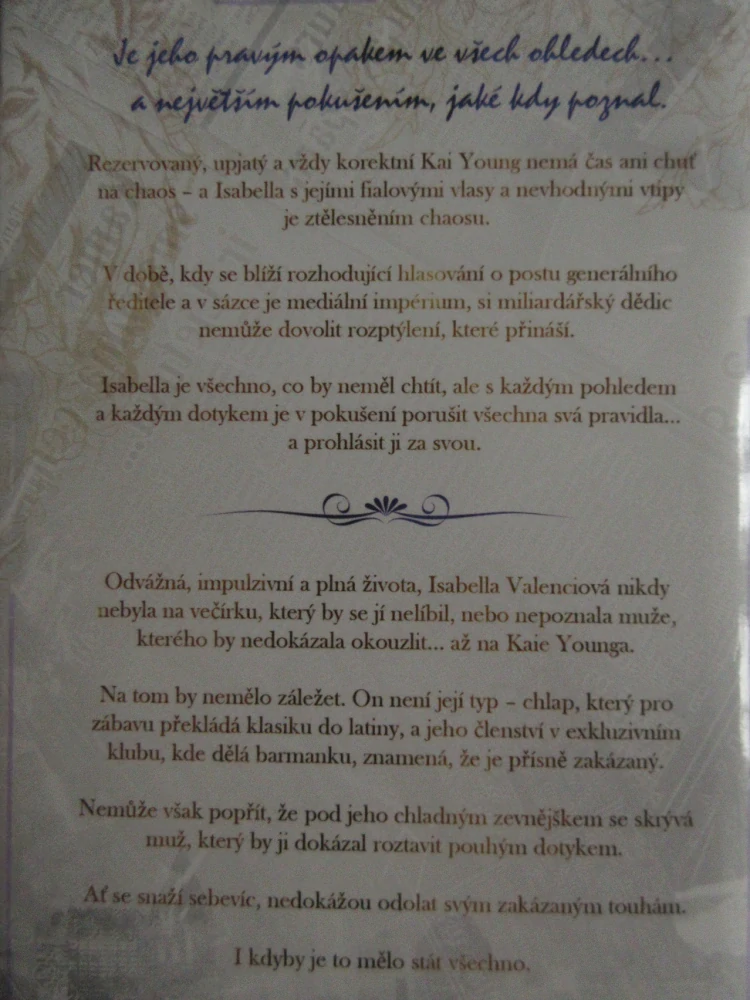 Je jeho pravým opakem ve všech ohledech...
a největším pokušením, jaké kdy poznal.
Rezervovaný, upjatý a vždy korektní Kai Young nemá čas ani chuť
na chaos – a Isabella s jejími fialovými vlasy a nevhodnými vtipy
je ztělesněním chaosu.
V době, kdy se blíží rozhodující hlasování o postu generálního
ředitele a v sázce je mediální impérium, si miliardářský dědic
nemůže dovolit rozptýlení, které přináší.
Isabella je všechno, co by neměl chtít, ale s každým pohledem
a každým dotykem je v pokušení porušit všechna svá pravidla...
a prohlásit ji za svou.
Odvážná, impulzivní a plná života, Isabella Valenciová nikdy
nebyla na večírku, který by se jí nelíbil, nebo nepoznala muže,
kterého by nedokázala okouzlit... až na Kaie Younga.
Na tom by nemělo záležet. On není její typ – chlap, který pro
zábavu překládá klasiku do latiny, a jeho členství v exkluzivním
klubu, kde dělá barmanku, znamená, že je přísně zakázaný.
Nemůže však popřít, že pod jeho chladným zevnějškem se skrývá
muž, který by ji dokázal roztavit pouhým dotykem.
Ať se snaží sebevíc, nedokážou odolat svým zakázaným touhám.
I kdyby je to mělo stát všechno.